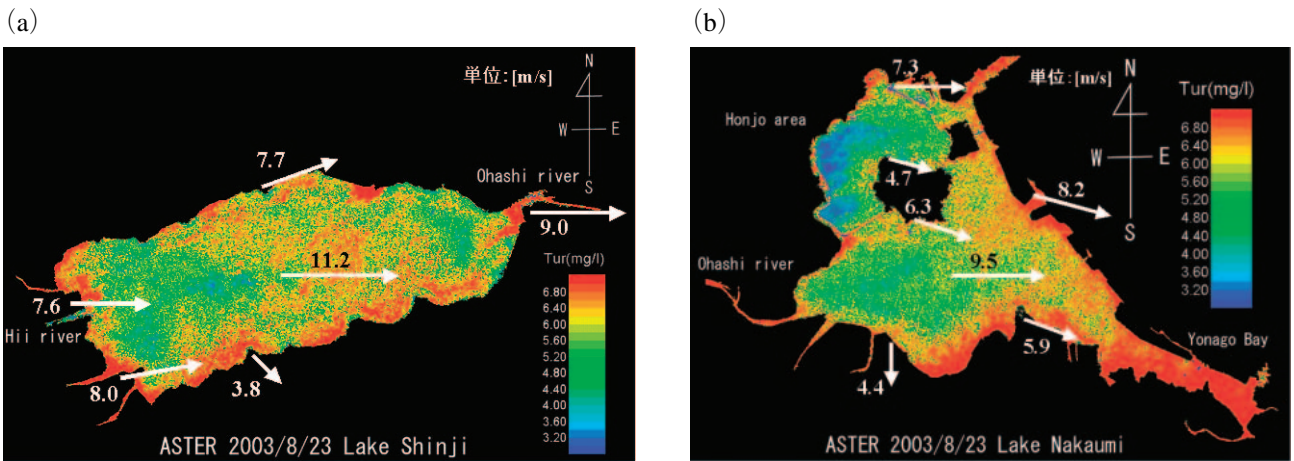 (a)
単位:[m/s]
N
W
E
S
7.7
Ohashi river
9.0
11.2
7.6
Hii river
8.0
3.8
Tur(mg/l)
6.80
6.40
6.00
5.60
5.20
4.80
4.40
4.00
3.60
3.20
ASTER 2003/8/23 Lake Shinji
(b)
7.3
単位:[m/s]
N
W
E
S
Tur(mg/l)
6.80
6.40
6.00
5.60
5.20
4.80
4.40
4.00
3.60
3.20
Honjo area
4.7
6.3
8.2
9.5
Ohashi river
5.9
4.4
Yonago Bay
ASTER 2003/8/23 Lake Nakaumi